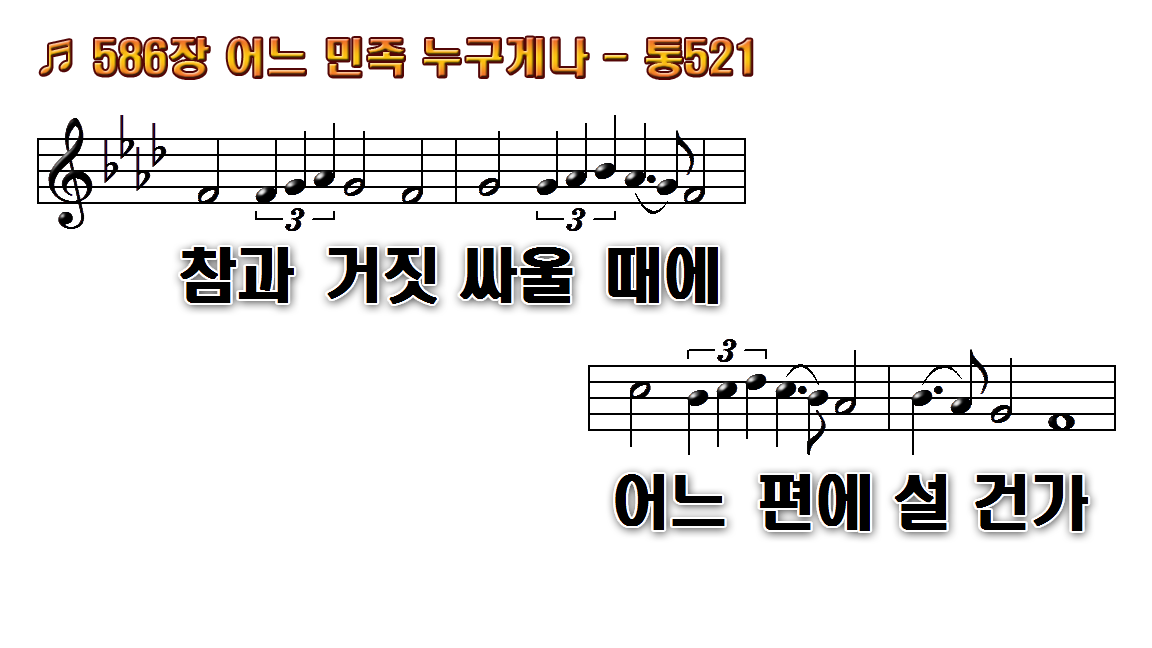 ♬ 586장 어느 민족 누구게나 - 통521
3 3
참과 거짓 싸울 때에
3
어느 편에 설 건가